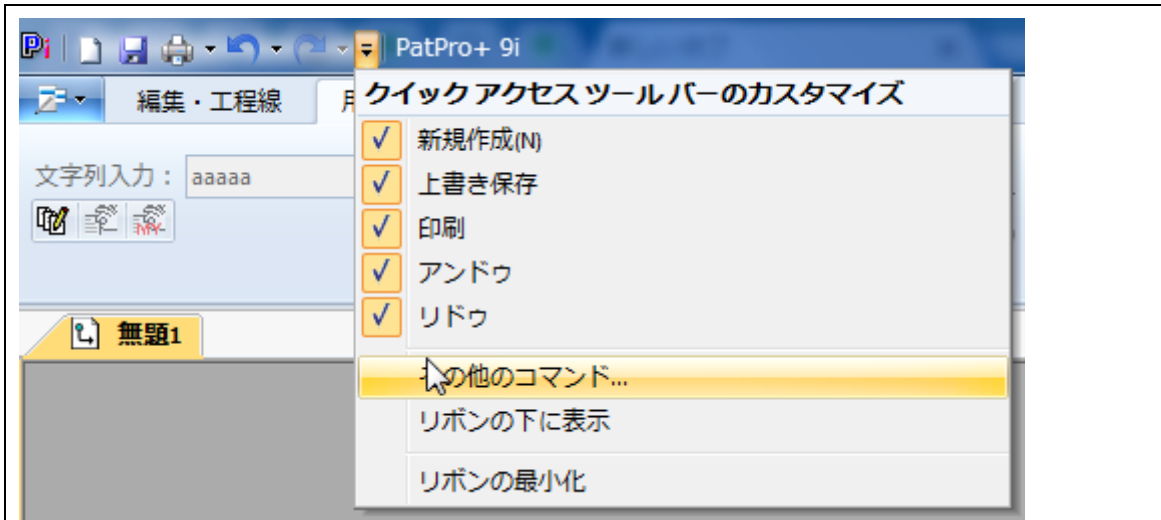 PatPro+ 9i
編集・工程線
クイック アクセス ツール バーのカスタマイズ
新規作成(N)
文字列入力： aaaaa
上書き保存
印刷
アンドゥ
リドゥ
無題1
の他のコマンド...
リボンの下に表示
リボンの最小化